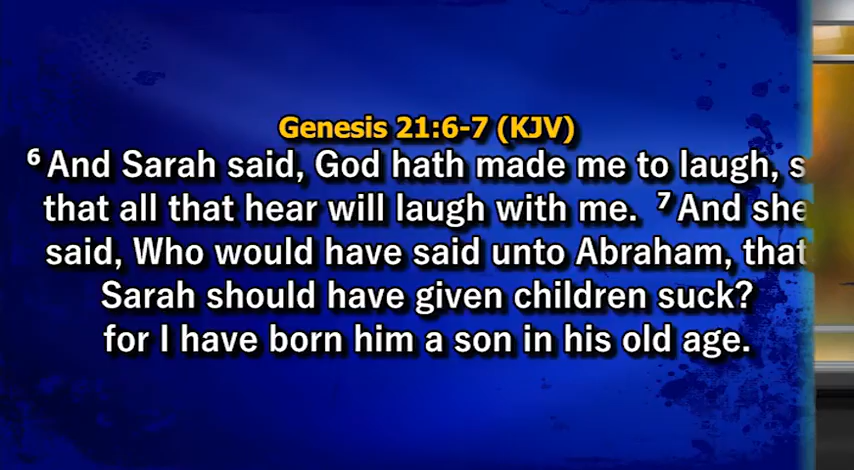 Genesis 21:6-7 (KJV)
6 And Sarah said, God hath made me to laugh, s
that all that hear will laugh with me. 7 And she
said, Who would have said unto Abraham, that
Sarah should have given children suck?
for I have born him a son in his old age.